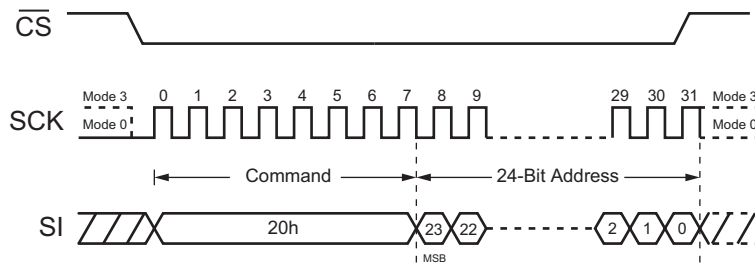 CS
Mode 3 0 1 2 3 4 5 6 7 8 9 29 30 31 Mode 3
SCK
Mode 0 Mode 0
Command 24-Bit Address
SI 20h 23 22 2 1 0
MSB